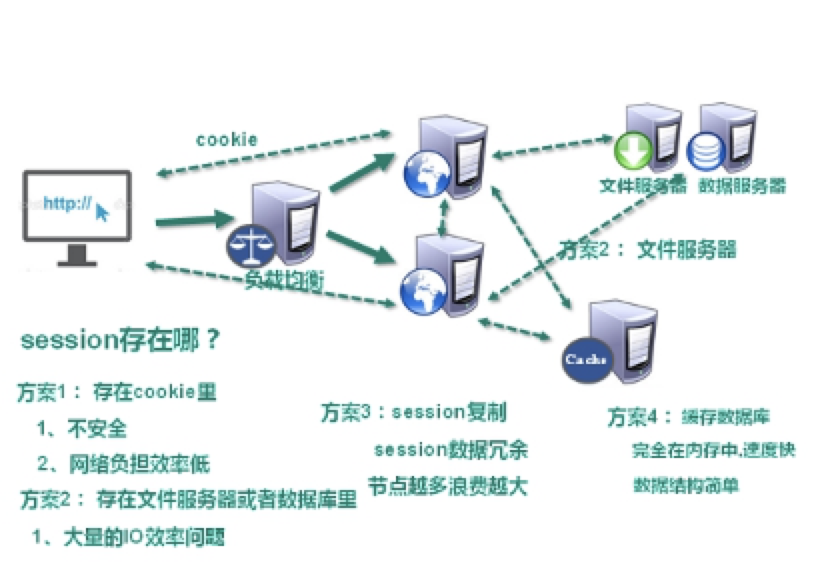 cookie
http://
文件服务器
数据服务器
负载均衡
方案2： 文件服务器
Cache
session存在哪？
方案1： 存在cookie里
1、不安全
2、网络负担效率低
方案2： 存在文件服务器或者数据库里
1、大量的IO效率问题
方案3：session复制
session数据冗余
节点越多浪费越大
方案4： 缓存数据库
完全在内存中,速度快
数据结构简单